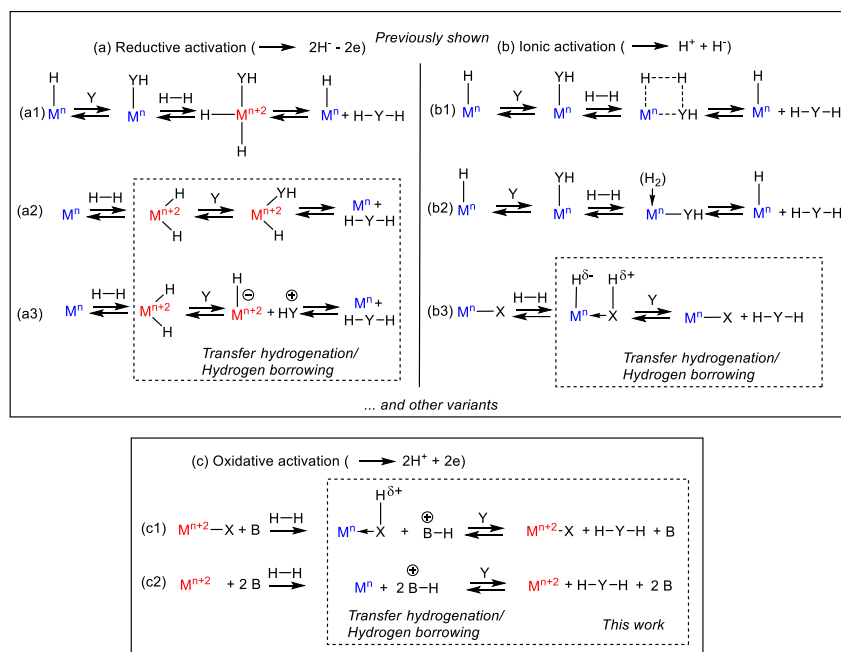 Previously shown
(a) Reductive activation ( ⟶ 2H⁻ - 2e)
(b) Ionic activation ( ⟶ H⁺ + H⁻)
(a1) H Mⁿ Y ⇌ YH Mⁿ H–H ⇌ YH H Mⁿ⁺² H ⇌ H Mⁿ + H–Y–H
(b1) H Mⁿ Y ⇌ YH Mⁿ H–H ⇌ H H Mⁿ YH ⇌ H Mⁿ + H–Y–H
(a2) Mⁿ H–H ⇌ H Mⁿ⁺² H Y ⇌ YH Mⁿ⁺² H ⇌ Mⁿ + H–Y–H
(b2) H Mⁿ Y ⇌ YH Mⁿ H–H ⇌ (H₂) Mⁿ—YH ⇌ H Mⁿ + H–Y–H
(a3) Mⁿ H–H ⇌ H Mⁿ⁺² H Y ⇌ H ⊖ Mⁿ⁺² + ⊕ HY ⇌ Mⁿ + H–Y–H
(b3) Mⁿ—X H–H ⇌ Hδ- Hδ+ Mⁿ←X Y ⇌ Mⁿ—X + H–Y–H
Transfer hydrogenation/
Hydrogen borrowing
Transfer hydrogenation/
Hydrogen borrowing
... and other variants
(c) Oxidative activation ( ⟶ 2H⁺ + 2e)
(c1) Mⁿ⁺²—X + B H–H ⟶ Hδ+ Mⁿ←X + ⊕ B–H Y ⇌ Mⁿ⁺²-X + H–Y–H + B
(c2) Mⁿ⁺² + 2 B H–H ⟶ Mⁿ + 2 ⊕ B–H Y ⇌ Mⁿ⁺² + H–Y–H + 2 B
Transfer hydrogenation/
Hydrogen borrowing
This work